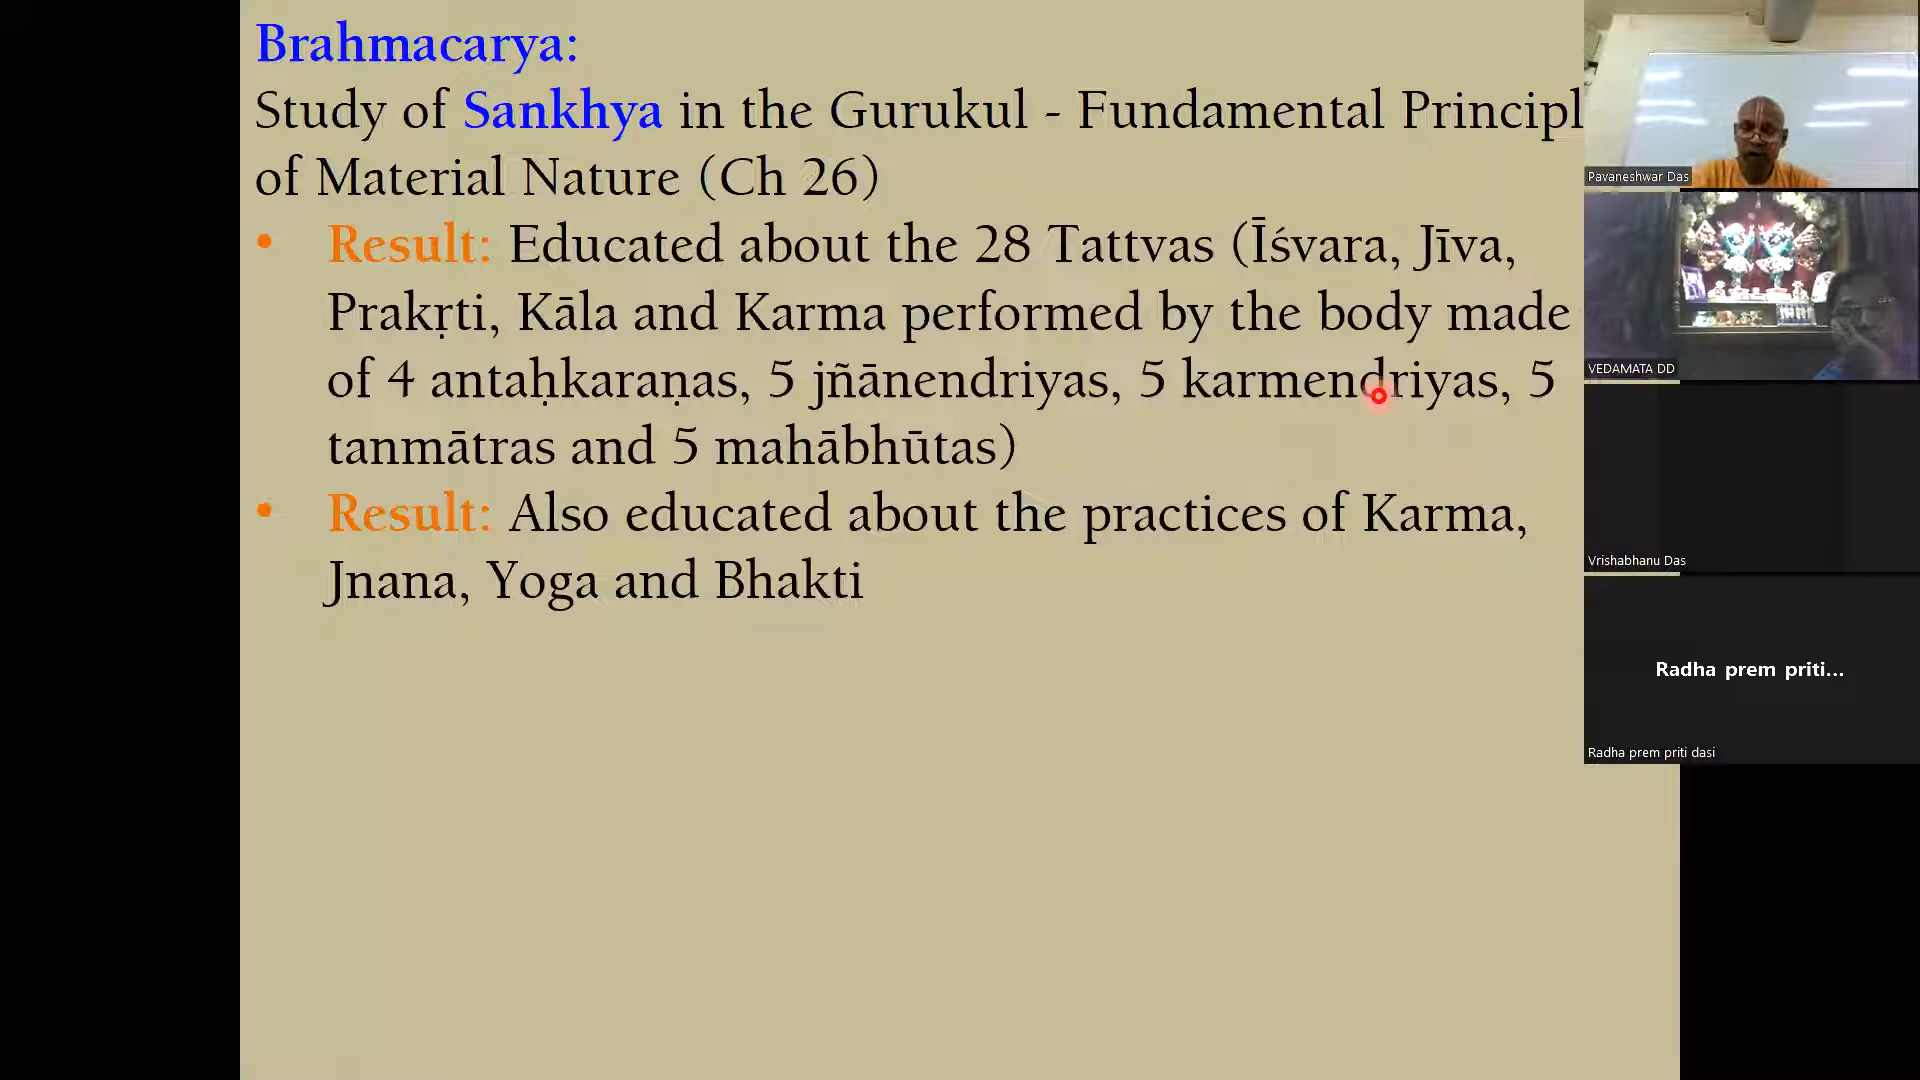 Brahmacarya:
Study of Sankhya in the Gurukul - Fundamental Principl
of Material Nature (Ch 26)
• Result: Educated about the 28 Tattvas (Īśvara, Jīva,
Prakṛti, Kāla and Karma performed by the body made
of 4 antaḥkaraṇas, 5 jñānendriyas, 5 karmendriyas, 5
tanmātras and 5 mahābhūtas)
• Result: Also educated about the practices of Karma,
Jnana, Yoga and Bhakti
Pavaneshwar Das
VEDAMATA DD
Vrishabhanu Das
Radha prem priti...
Radha prem priti dasi